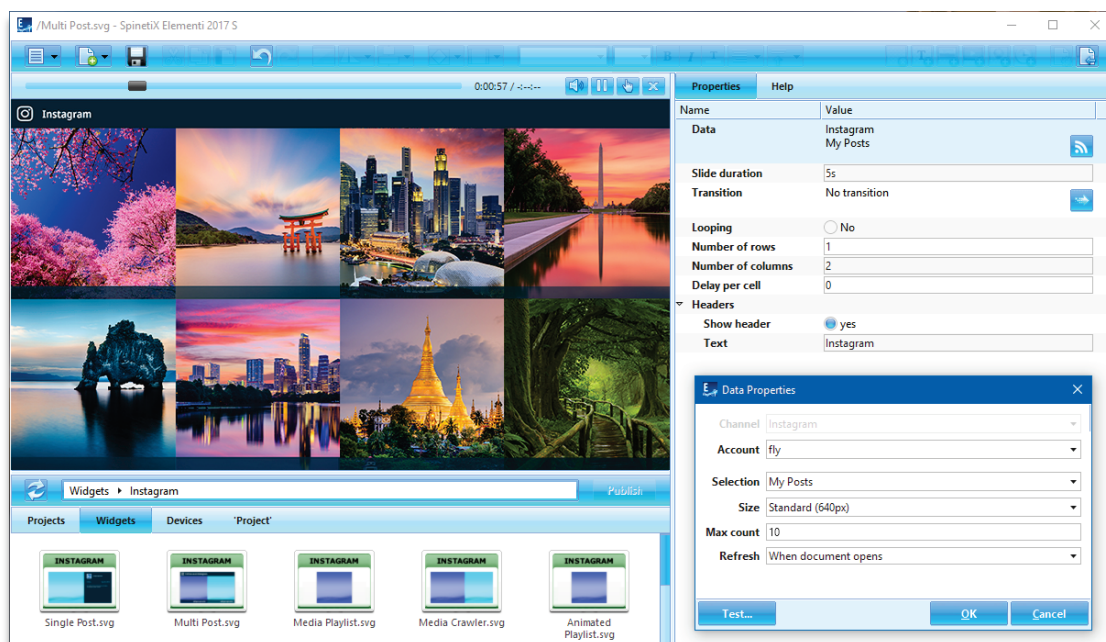 /Multi Post.svg - SpinetiX Elementi 2017 S
0:00:57 / -:--:--
Instagram
Widgets Instagram
Publish
Projects Widgets Devices 'Project'
INSTAGRAM INSTAGRAM INSTAGRAM INSTAGRAM INSTAGRAM
Single Post.svg Multi Post.svg Media Playlist.svg Media Crawler.svg Animated
Playlist.svg
Properties Help
Name Value
Data Instagram
My Posts
Slide duration 5s
Transition No transition
Looping No
Number of rows 1
Number of columns 2
Delay per cell 0
Headers
Show header yes
Text Instagram
Data Properties
Channel Instagram
Account fly
Selection My Posts
Size Standard (640px)
Max count 10
Refresh When document opens
Test... OK Cancel